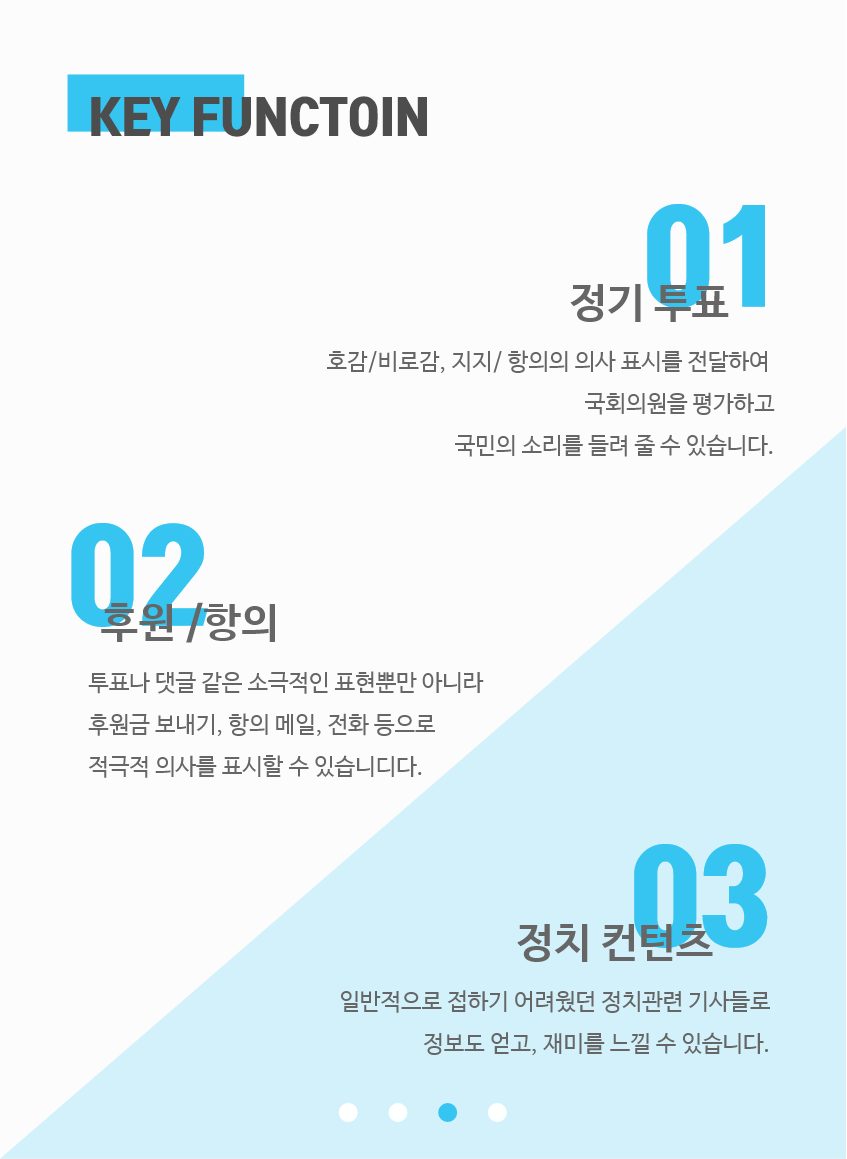 KEY FUNCTOIN
01
정기 투표
호감/비로감, 지지/ 항의의 의사 표시를 전달하여
국회의원을 평가하고
국민의 소리를 들려 줄 수 있습니다.
02
후원 /항의
투표나 댓글 같은 소극적인 표현뿐만 아니라
후원금 보내기, 항의 메일, 전화 등으로
적극적 의사를 표시할 수 있습니디다.
03
정치 컨턴츠
일반적으로 접하기 어려웠던 정치관련 기사들로
정보도 얻고, 재미를 느낄 수 있습니다.